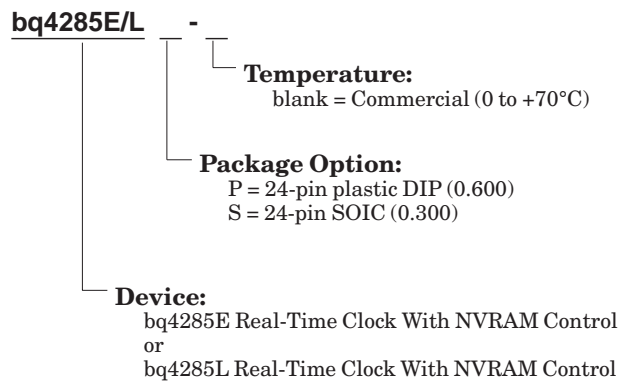 bq4285E/L _ - _
Temperature:
blank = Commercial (0 to +70°C)
Package Option:
P = 24-pin plastic DIP (0.600)
S = 24-pin SOIC (0.300)
Device:
bq4285E Real-Time Clock With NVRAM Control
or
bq4285L Real-Time Clock With NVRAM Control